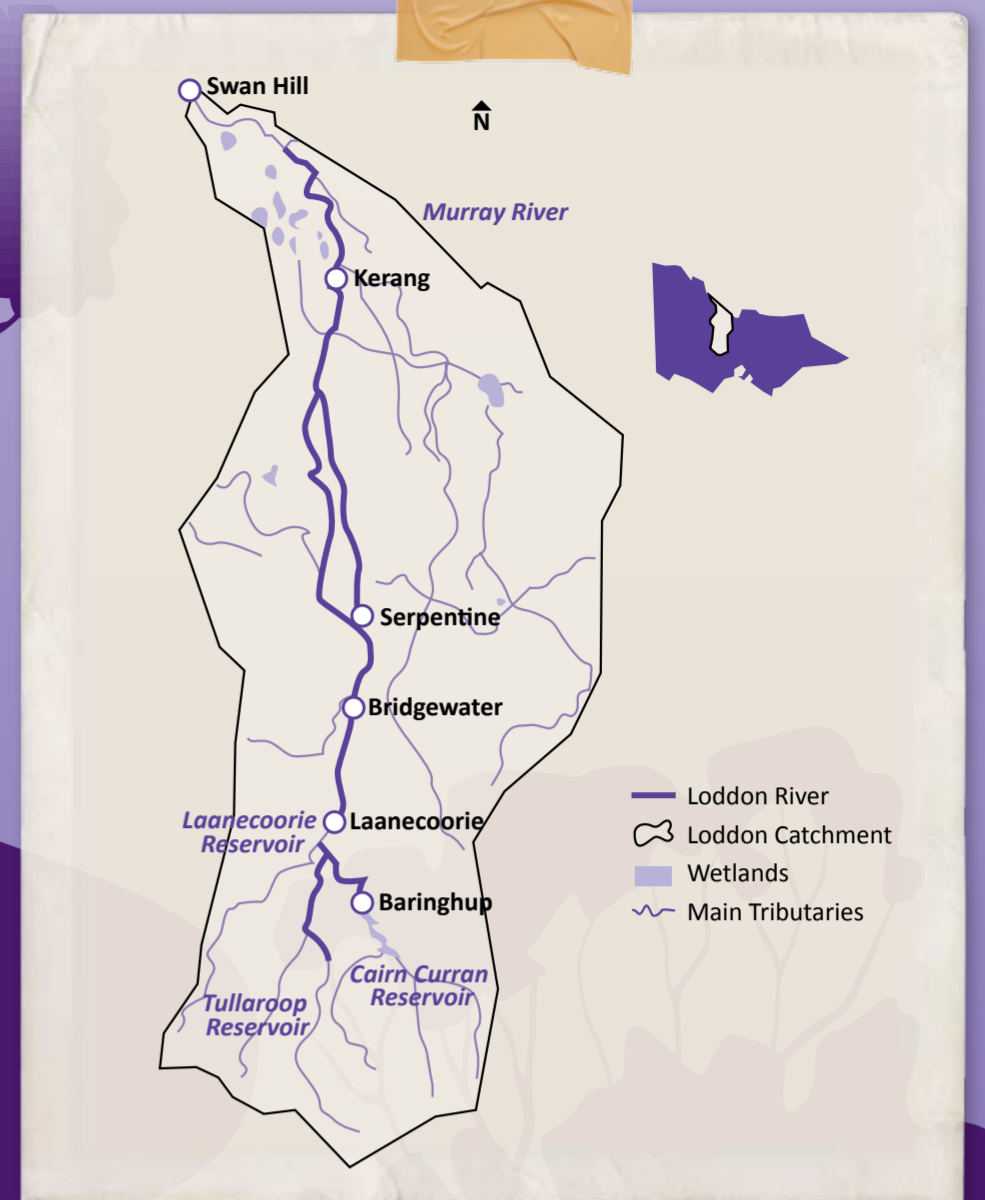 Swan Hill
N
Murray River
Kerang
Serpentine
Bridgewater
Laanecoorie
Reservoir
Laanecoorie
Baringhup
Cairn Curran
Reservoir
Tullaroop
Reservoir
Loddon River
Loddon Catchment
Wetlands
Main Tributaries